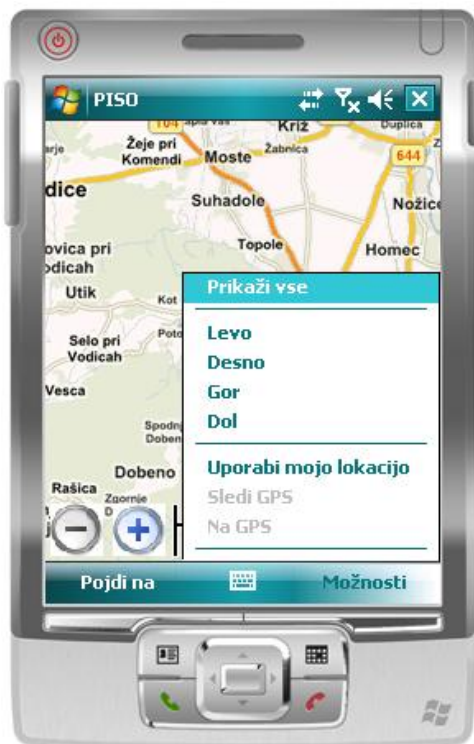 PISO
104
Križ
Duplica
Žeje pri
Komendi
Moste
Žabnica
644
dice
Suhadole
Nožice
ovica pri
odicah
Topole
Homec
Utik
Kot
Selo pri
Vodicah
Vesca
Dobeno
Rašica
Zgornje
D
Prikaži vse
Levo
Desno
Gor
Dol
Uporabi mojo lokacijo
Sledi GPS
Na GPS
Pojdi na
Možnosti